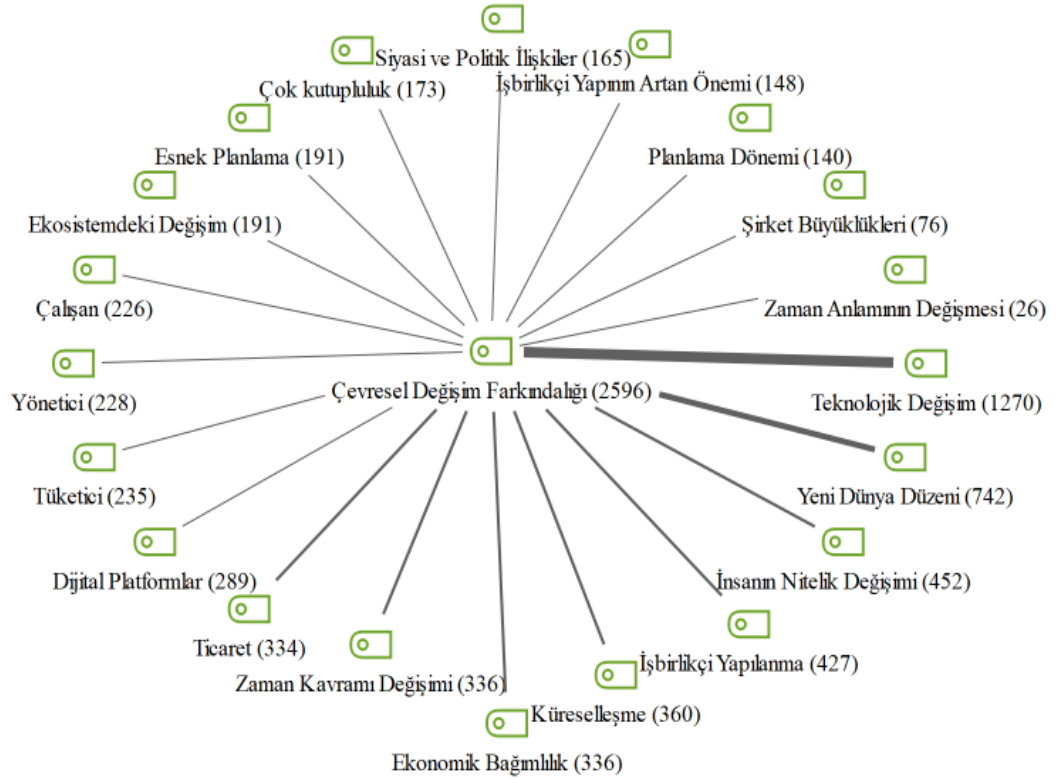 Siyasi ve Politik İlişkiler (165)
İşbirlikçi Yapının Artan Önemi (148)
Çok kutupluluk (173)
Esnek Planlama (191)
Planlama Dönemi (140)
Ekosistemdeki Değişim (191)
Şirket Büyüklükleri (76)
Çalışan (226)
Zaman Anlamının Değişmesi (26)
Çevresel Değişim Farkındalığı (2596)
Yönetici (228)
Teknolojik Değişim (1270)
Tüketici (235)
Yeni Dünya Düzeni (742)
Dijital Platformlar (289)
İnsanın Nitelik Değişimi (452)
Ticaret (334)
İşbirlikçi Yapılanma (427)
Zaman Kavramı Değişimi (336)
Küreselleşme (360)
Ekonomik Bağımlılık (336)